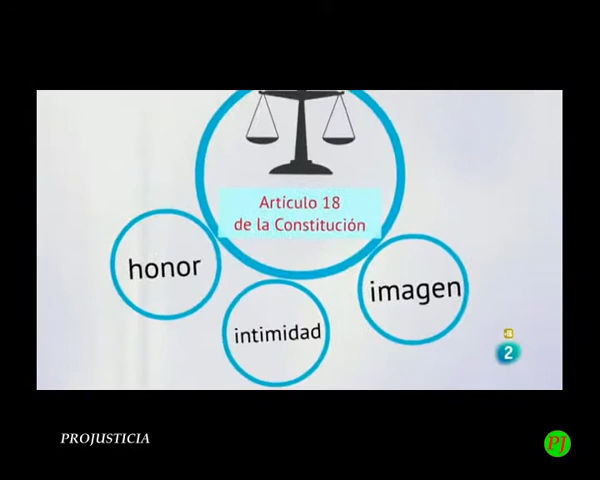 Artículo 18
de la Constitución
honor
imagen
intimidad
2
PROJUSTICIA
PJ